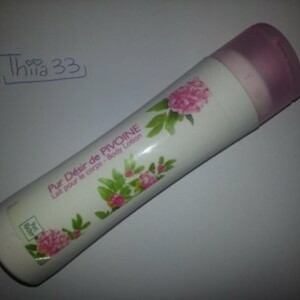 Thiia33
Pur Désir de PIVOINE
Lait pour le corps - Body Lotion